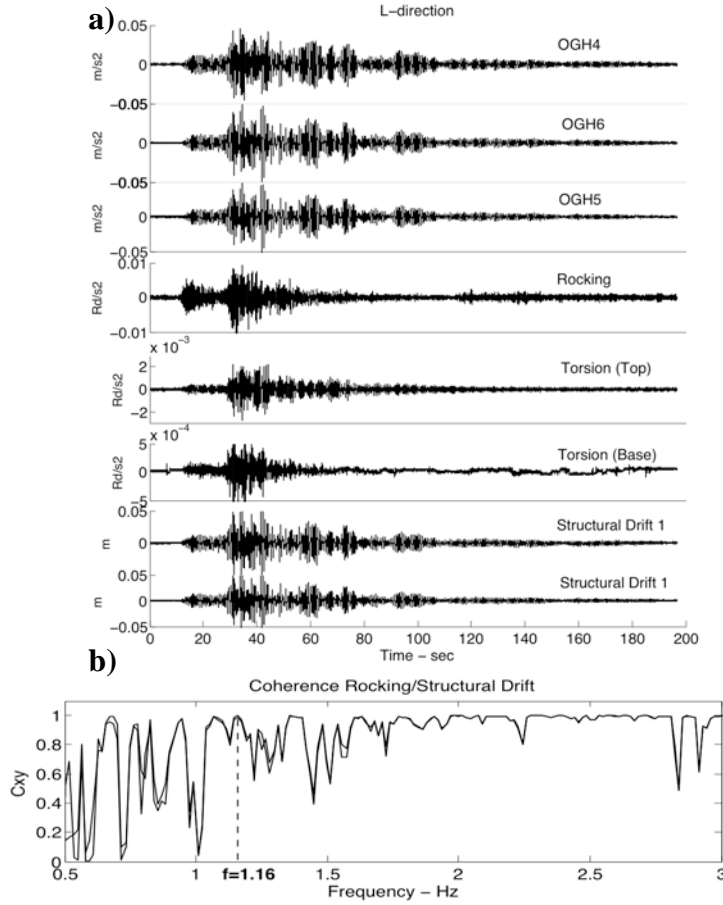 a)
L-direction
0.05
0
-0.05
m/s2
OGH4
0
-0.05
m/s2
OGH6
0
-0.05
m/s2
OGH5
0.01
0
-0.01
Rd/s2
Rocking
x 10⁻³
2
0
-2
Rd/s2
Torsion (Top)
x 10⁻⁴
5
0
-5
Rd/s2
Torsion (Base)
0.05
0
m
Structural Drift 1
0.05
0
-0.05
m
Structural Drift 1
0 20 40 60 80 100 120 140 160 180 200
Time - sec
b)
Coherence Rocking/Structural Drift
1
0.8
0.6
0.4
0.2
0
Cxy
0.5 1 f=1.16 1.5 2 2.5 3
Frequency - Hz